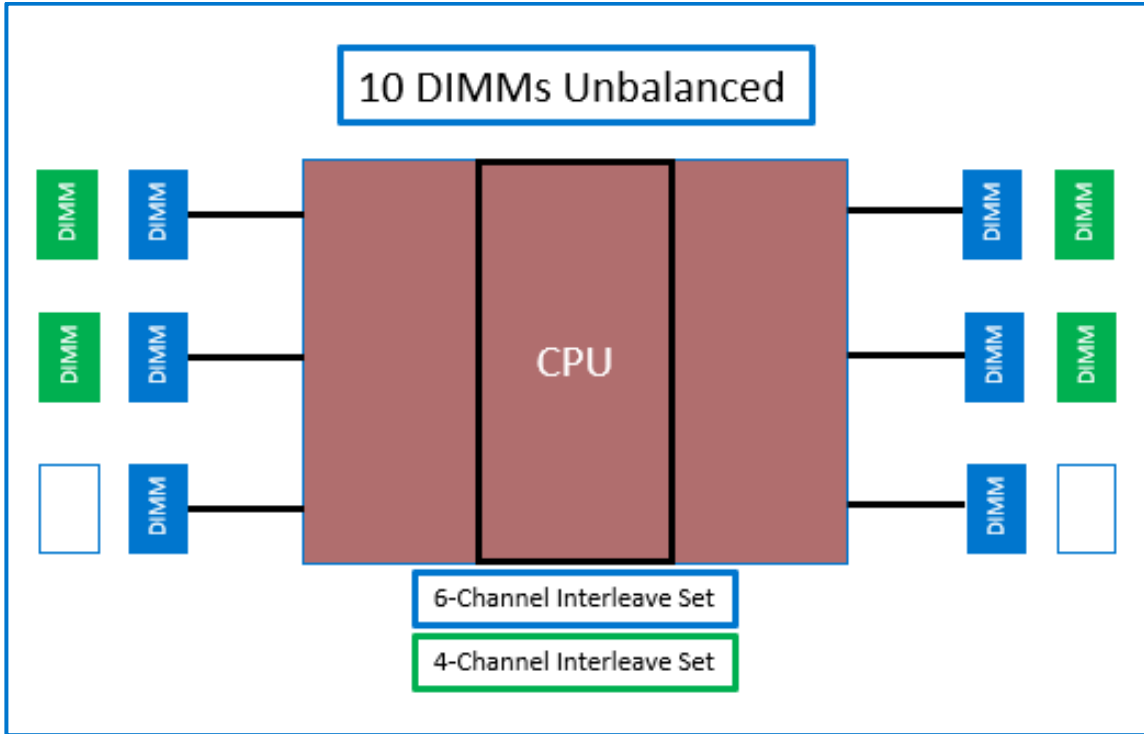 10 DIMMs Unbalanced
DIMM
DIMM
DIMM
DIMM
DIMM
DIMM
CPU
DIMM
DIMM
DIMM
DIMM
6-Channel Interleave Set
4-Channel Interleave Set